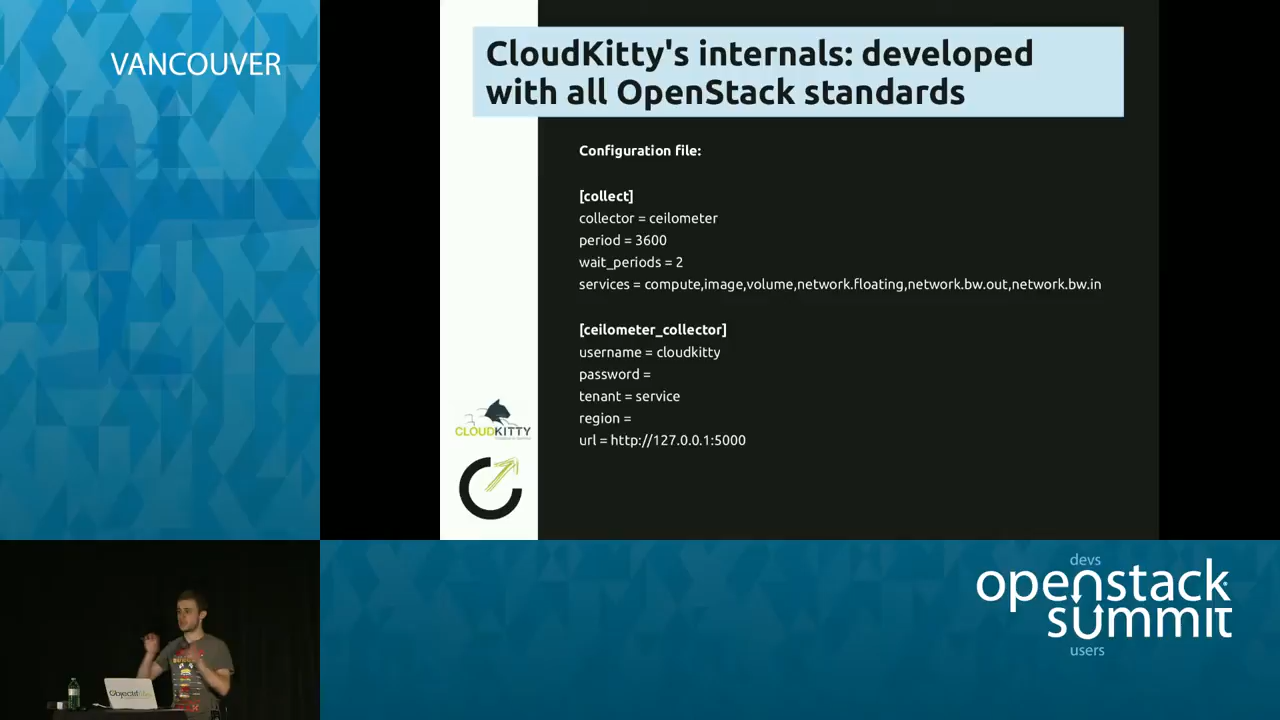 VANCOUVER
CloudKitty's internals: developed
with all OpenStack standards
Configuration file:
[collect]
collector = ceilometer
period = 3600
wait_periods = 2
services = compute,image,volume,network.floating,network.bw.out,network.bw.in
[ceilometer_collector]
username = cloudkitty
password =
tenant = service
region =
url = http://127.0.0.1:5000
CLOUDKITTY
devs
openstack
summit
users